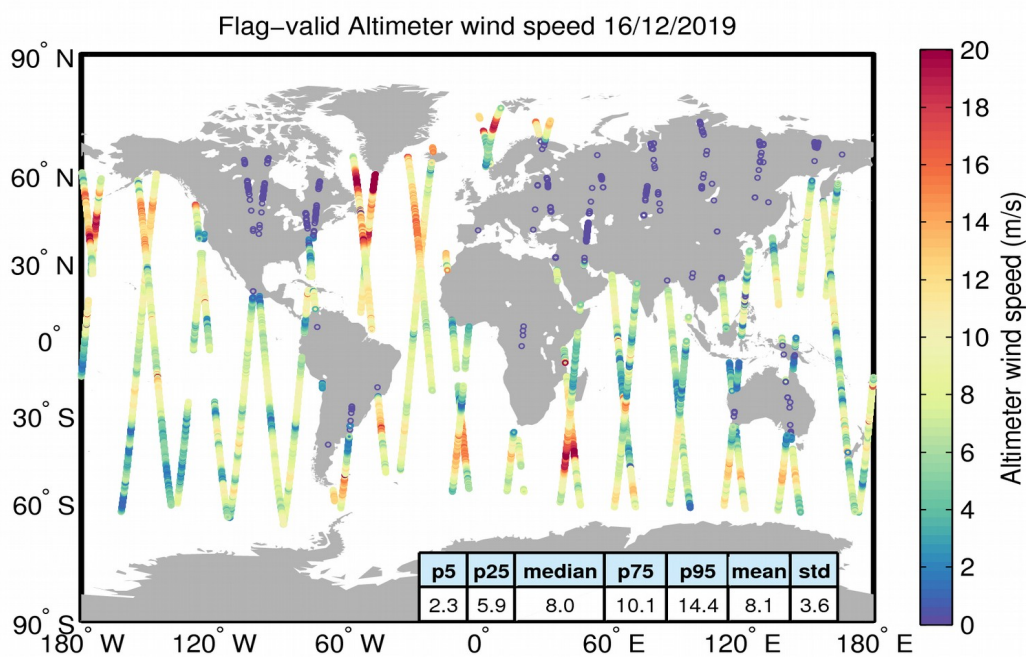 Flag−valid Altimeter wind speed 16/12/2019
90° N
60° N
30° N
0°
30° S
60° S
90° S
180° W
120° W
60° W
0°
60° E
120° E
180° E
p5 p25 median p75 p95 mean std
2.3 5.9 8.0 10.1 14.4 8.1 3.6
20
18
16
14
12
10
8
6
4
2
0
Altimeter wind speed (m/s)